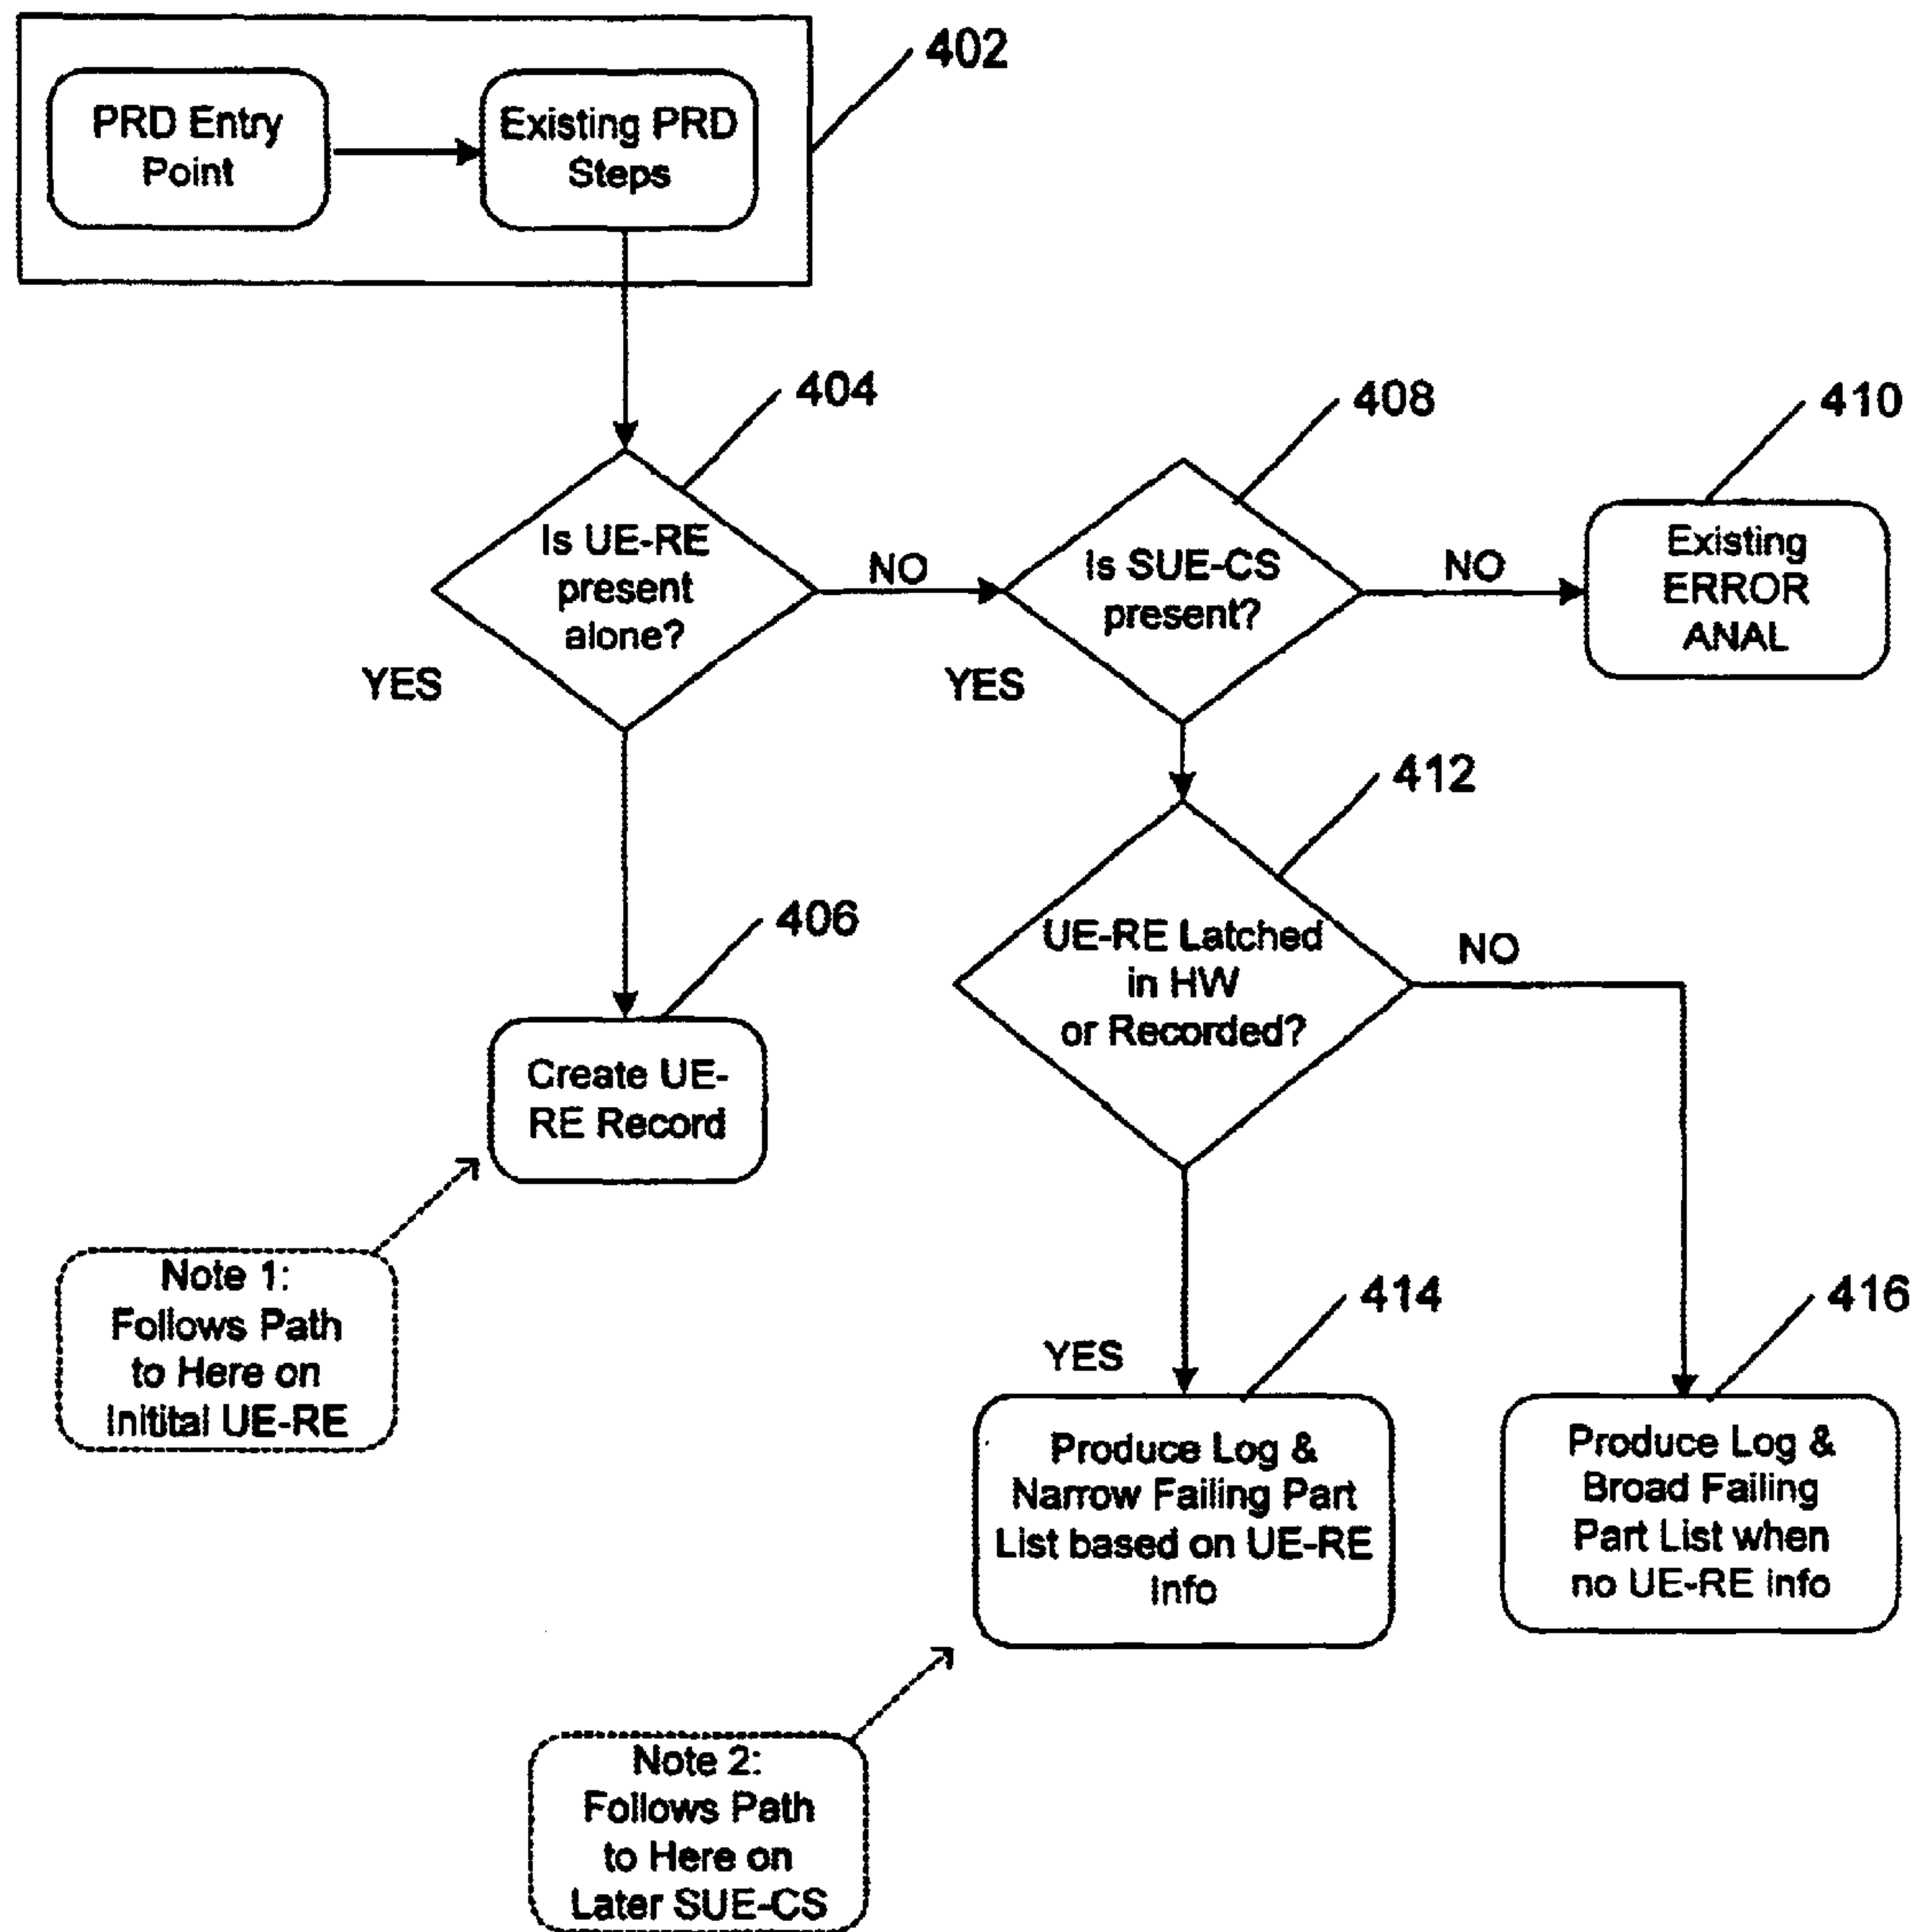 402
PRD Entry
Point
Existing PRD
Steps
404
408
410
Is UE-RE
present
alone?
NO
Is SUE-CS
present?
NO
Existing
ERROR
ANAL
YES
YES
412
406
UE-RE Latched
in HW
or Recorded?
NO
Create UE-
RE Record
Note 1:
Follows Path
to Here on
Initital UE-RE
414
416
YES
Produce Log &
Narrow Failing Part
List based on UE-RE
Info
Produce Log &
Broad Failing
Part List when
no UE-RE info
Note 2:
Follows Path
to Here on
Later SUE-CS